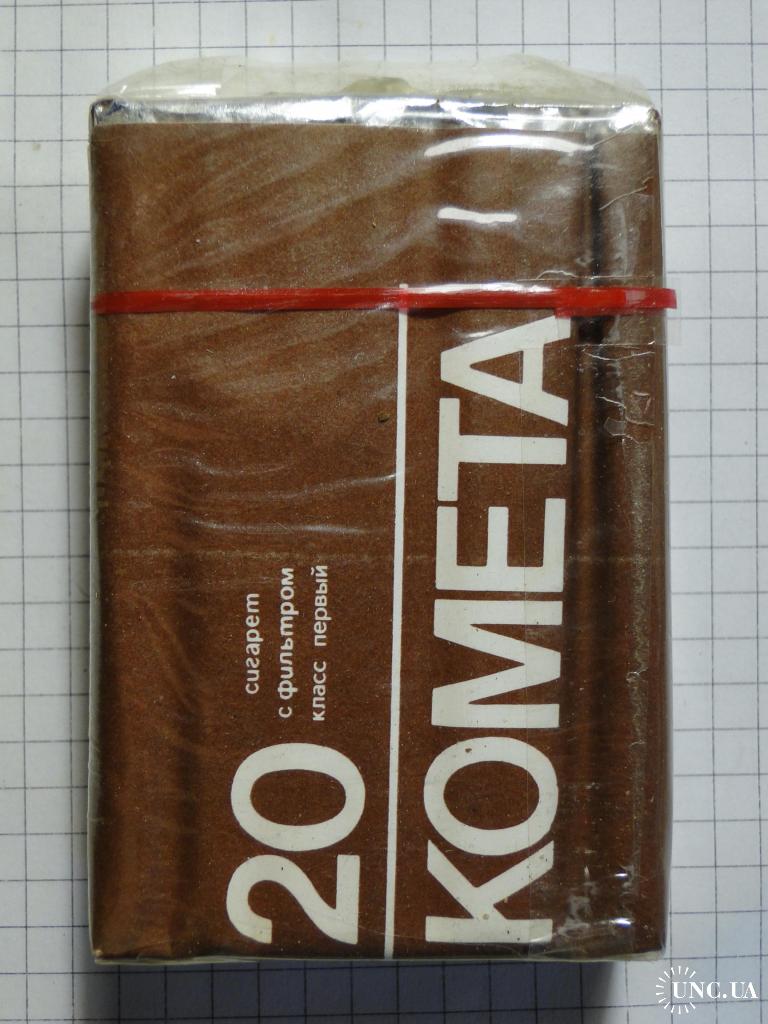 20
сигарет
с фильтром
класс первый
КОМЕТА
UNC.UA